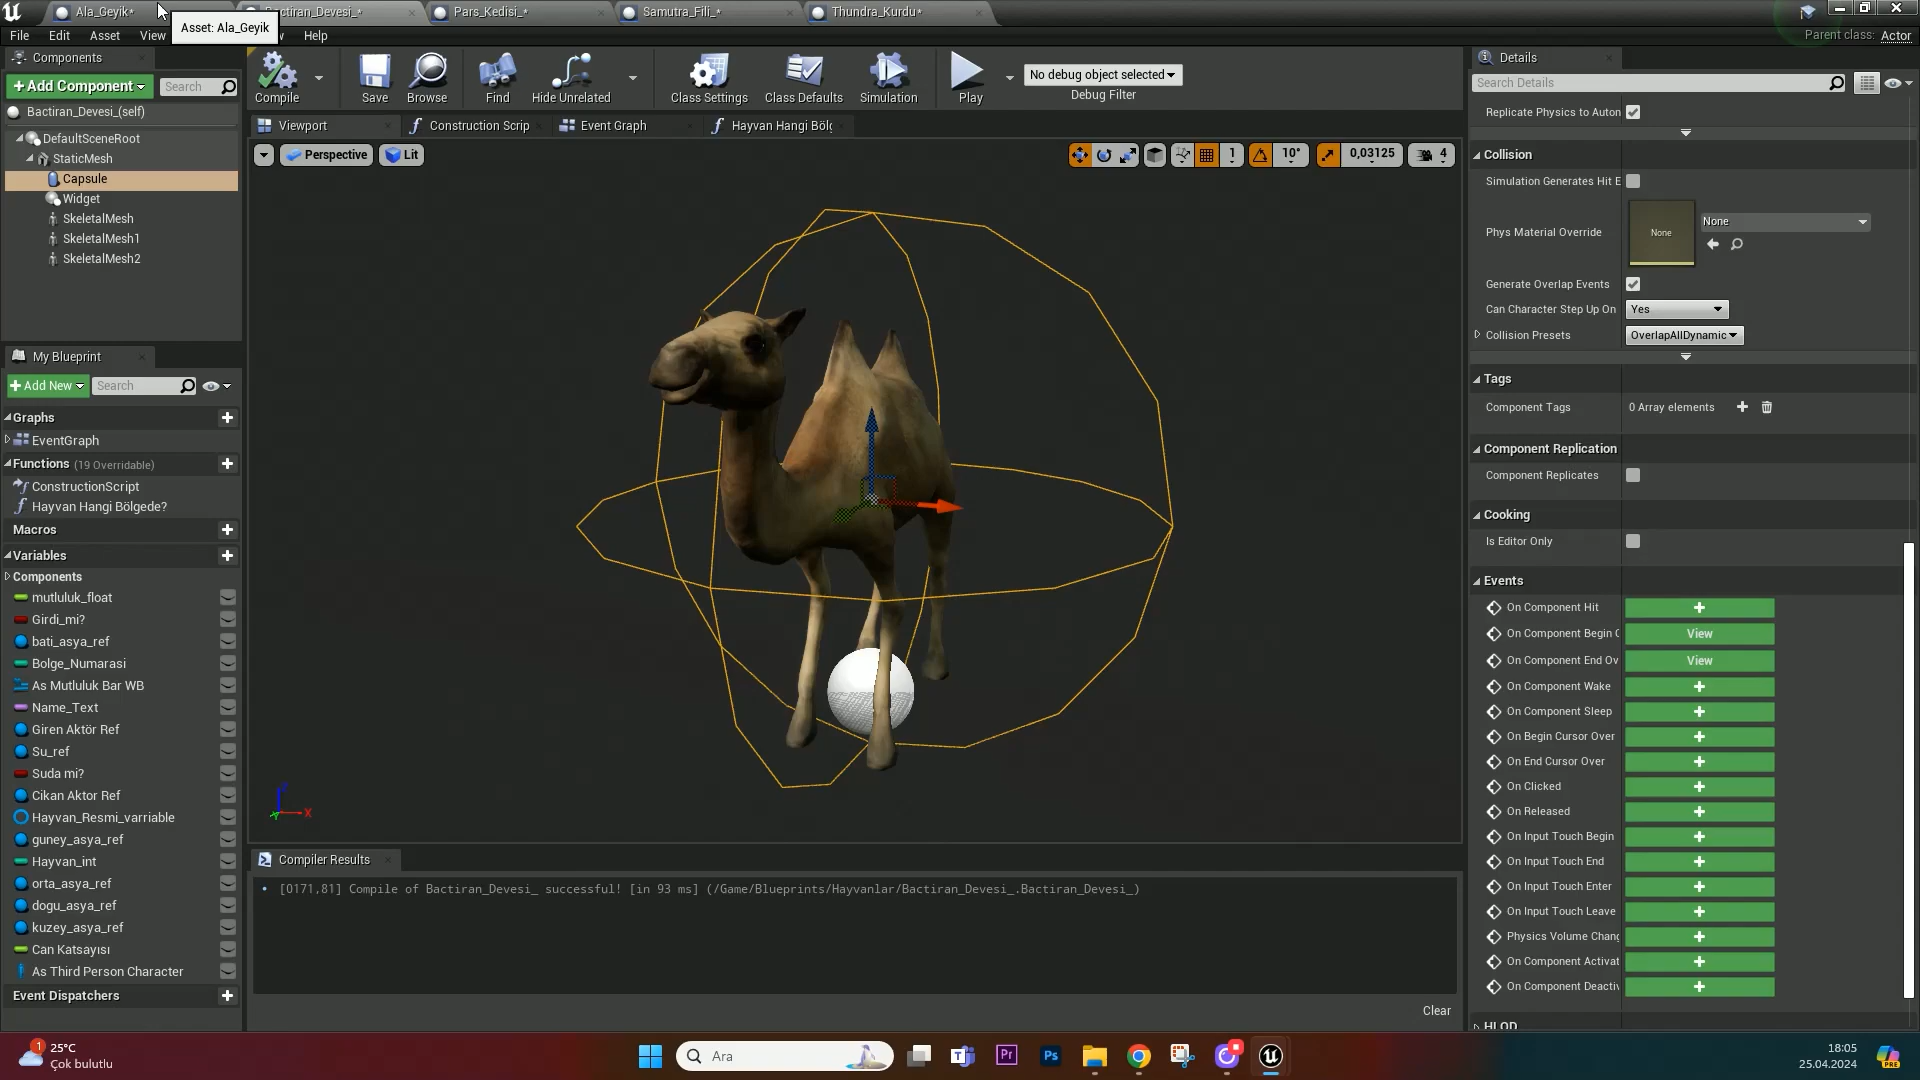 Ala_Geyik*
Bactiran_Devesi_*
Pars_Kedisi_*
Samutra_Fili_*
Thundra_Kurdu*
Asset: Ala_Geyik
File
Edit
Asset
View
Help
Parent class: Actor
Components
Add Component
Search
Bactiran_Devesi_(self)
DefaultSceneRoot
StaticMesh
Capsule
Widget
SkeletalMesh
SkeletalMesh1
SkeletalMesh2
Compile
Save
Browse
Find
Hide Unrelated
Class Settings
Class Defaults
Simulation
Play
No debug object selected
Debug Filter
Viewport
Construction Scrip
Event Graph
Hayvan Hangi Bölg
Perspective
Lit
1
10°
0,03125
4
My Blueprint
Add New
Search
Graphs
EventGraph
Functions (19 Overridable)
ConstructionScript
Hayvan Hangi Bölgede?
Macros
Variables
Components
mutluluk_float
Girdi_mi?
bati_asya_ref
Bolge_Numarasi
As Mutluluk Bar WB
Name_Text
Giren Aktör Ref
Su_ref
Suda mi?
Cikan Aktor Ref
Hayvan_Resmi_varriable
guney_asya_ref
Hayvan_int
orta_asya_ref
dogu_asya_ref
kuzey_asya_ref
Can Katsayısı
As Third Person Character
Event Dispatchers
Compiler Results
[0171,81] Compile of Bactiran_Devesi_ successful! [in 93 ms] (/Game/Blueprints/Hayvanlar/Bactiran_Devesi_.Bactiran_Devesi_)
Clear
Details
Search Details
Replicate Physics to Auton
Collision
Simulation Generates Hit E
Phys Material Override
None
None
Generate Overlap Events
Can Character Step Up On
Yes
Collision Presets
OverlapAllDynamic
Tags
Component Tags
0 Array elements
Component Replication
Component Replicates
Cooking
Is Editor Only
Events
On Component Hit
On Component Begin O
View
On Component End Ov
View
On Component Wake
On Component Sleep
On Begin Cursor Over
On End Cursor Over
On Clicked
On Released
On Input Touch Begin
On Input Touch End
On Input Touch Enter
On Input Touch Leave
Physics Volume Chang
On Component Activat
On Component Deactiv
HLOD
1
25°C
Çok bulutlu
Ara
Pr
Ps
18:05
25.04.2024
PRE